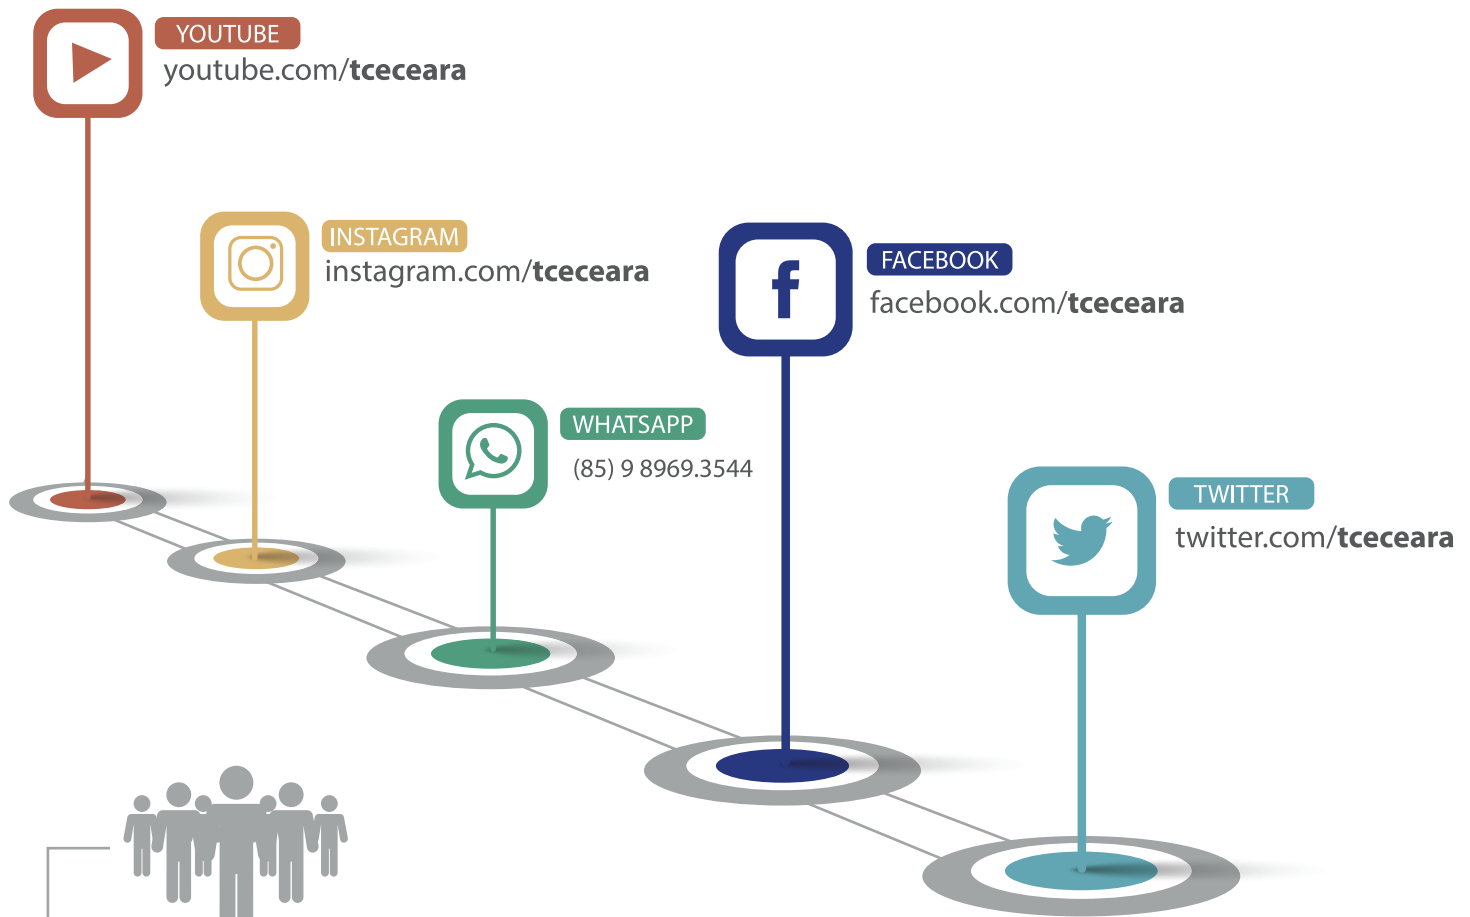 YOUTUBE
youtube.com/tceceara
INSTAGRAM
instagram.com/tceceara
FACEBOOK
facebook.com/tceceara
WHATSAPP
(85) 9 8969.3544
TWITTER
twitter.com/tceceara